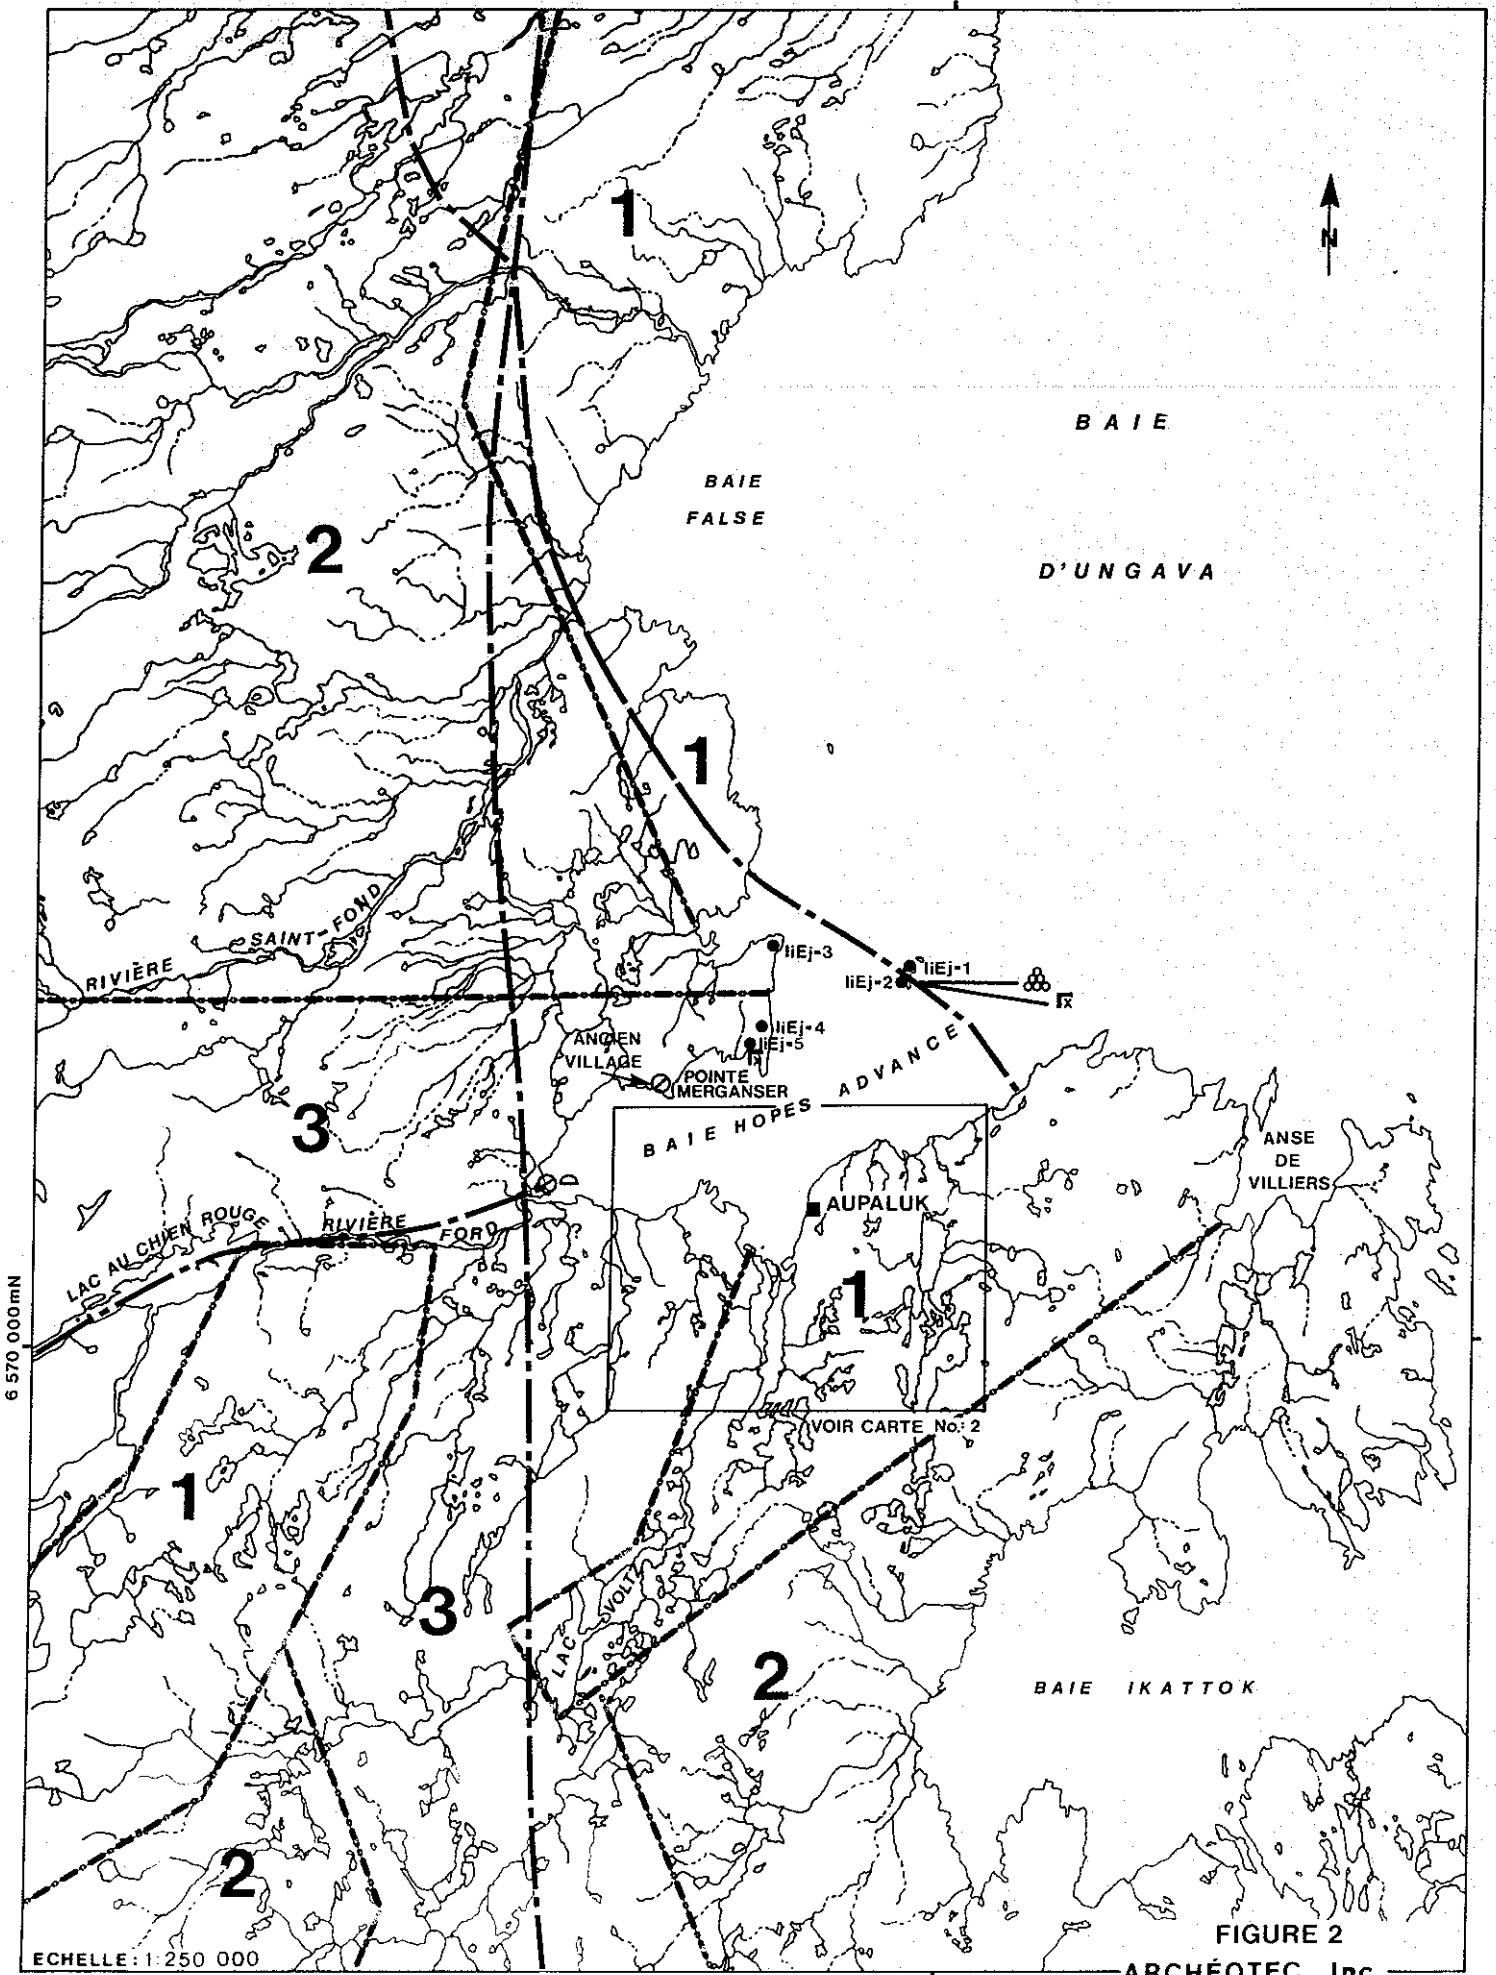 N
1
BAIE
D'UNGAVA
BAIE
FALSE
2
1
RIVIÈRE SAINT-FOND
IiEj-3
IiEj-1
IiEj-2
IiEj-4
IiEj-5
ANCIEN
VILLAGE
POINTE
MERGANSER
BAIE HOPES ADVANCE
3
ANSE
DE
VILLIERS
AUPALUK
LAC AU CHIEN ROUGE
RIVIÈRE FORD
1
6 570 000mN
VOIR CARTE No. 2
1
3
LAC VOLTZ
2
BAIE IKATTOK
2
FIGURE 2
ECHELLE: 1:250 000
ARCHÉOTEC Inc.